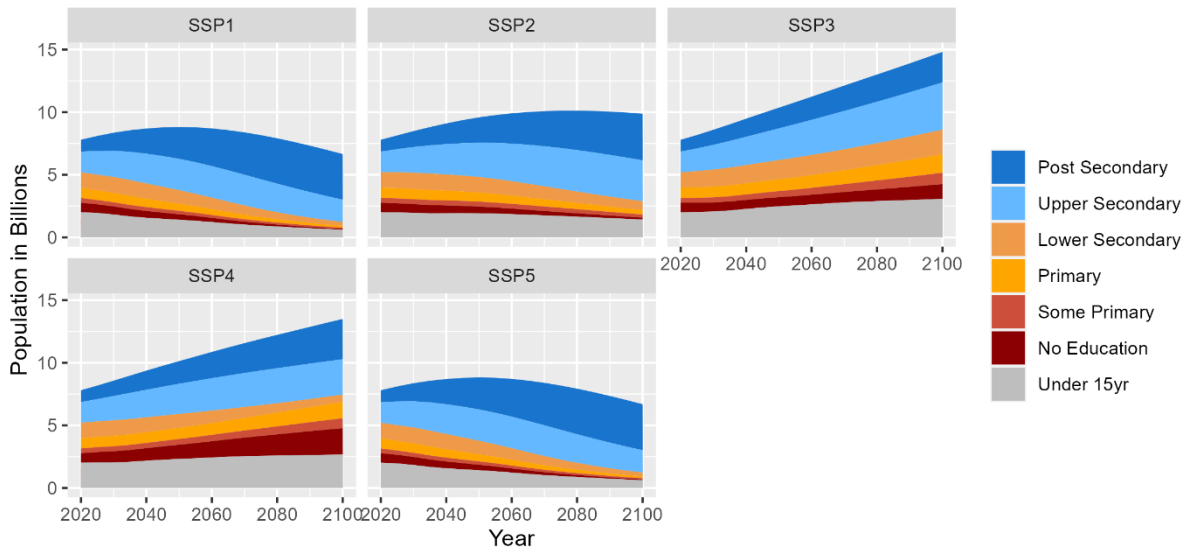 SSP1
SSP2
SSP3
15
10
5
0
2020 2040 2060 2080 2100
SSP4
SSP5
15
10
5
0
2020 2040 2060 2080 2100
2020 2040 2060 2080 2100
Population in Billions
Year
Post Secondary
Upper Secondary
Lower Secondary
Primary
Some Primary
No Education
Under 15yr